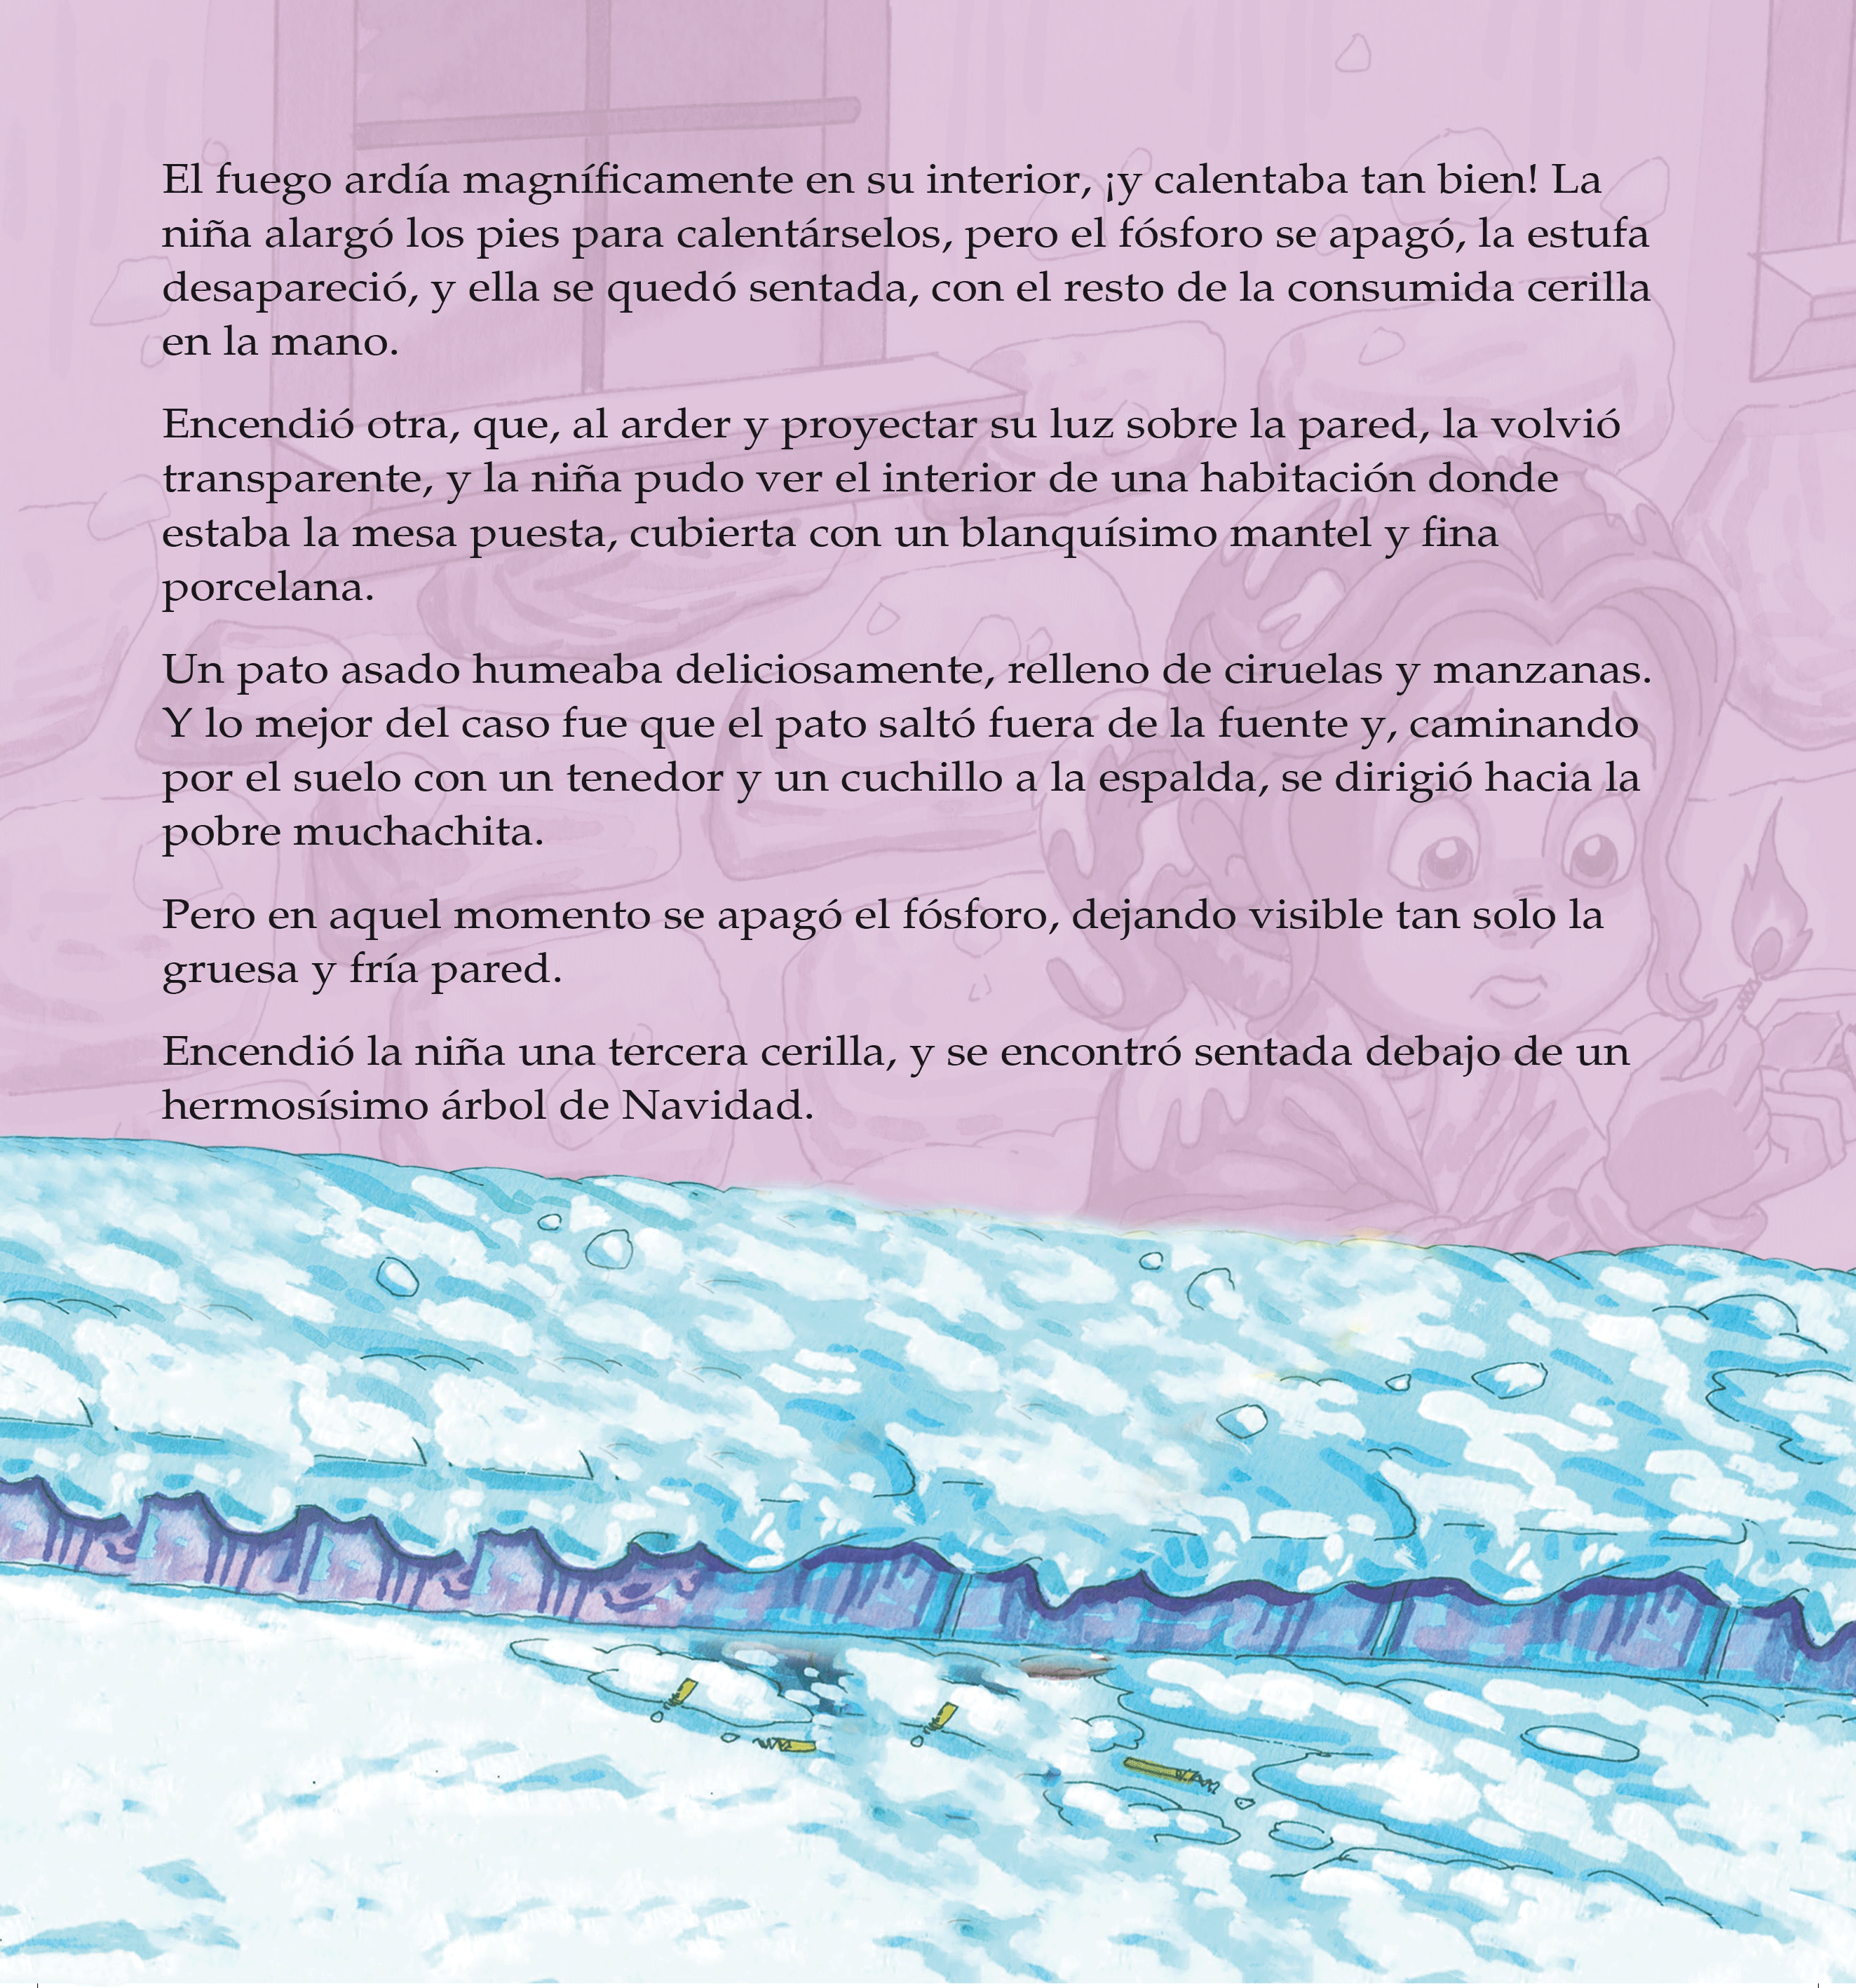 El fuego ardía magníficamente en su interior, ¡y calentaba tan bien! La
niña alargó los pies para calentárselos, pero el fósforo se apagó, la estufa
desapareció, y ella se quedó sentada, con el resto de la consumida cerilla
en la mano.
Encendió otra, que, al arder y proyectar su luz sobre la pared, la volvió
transparente, y la niña pudo ver el interior de una habitación donde
estaba la mesa puesta, cubierta con un blanquísimo mantel y fina
porcelana.
Un pato asado humeaba deliciosamente, relleno de ciruelas y manzanas.
Y lo mejor del caso fue que el pato saltó fuera de la fuente y, caminando
por el suelo con un tenedor y un cuchillo a la espalda, se dirigió hacia la
pobre muchachita.
Pero en aquel momento se apagó el fósforo, dejando visible tan solo la
gruesa y fría pared.
Encendió la niña una tercera cerilla, y se encontró sentada debajo de un
hermosísimo árbol de Navidad.